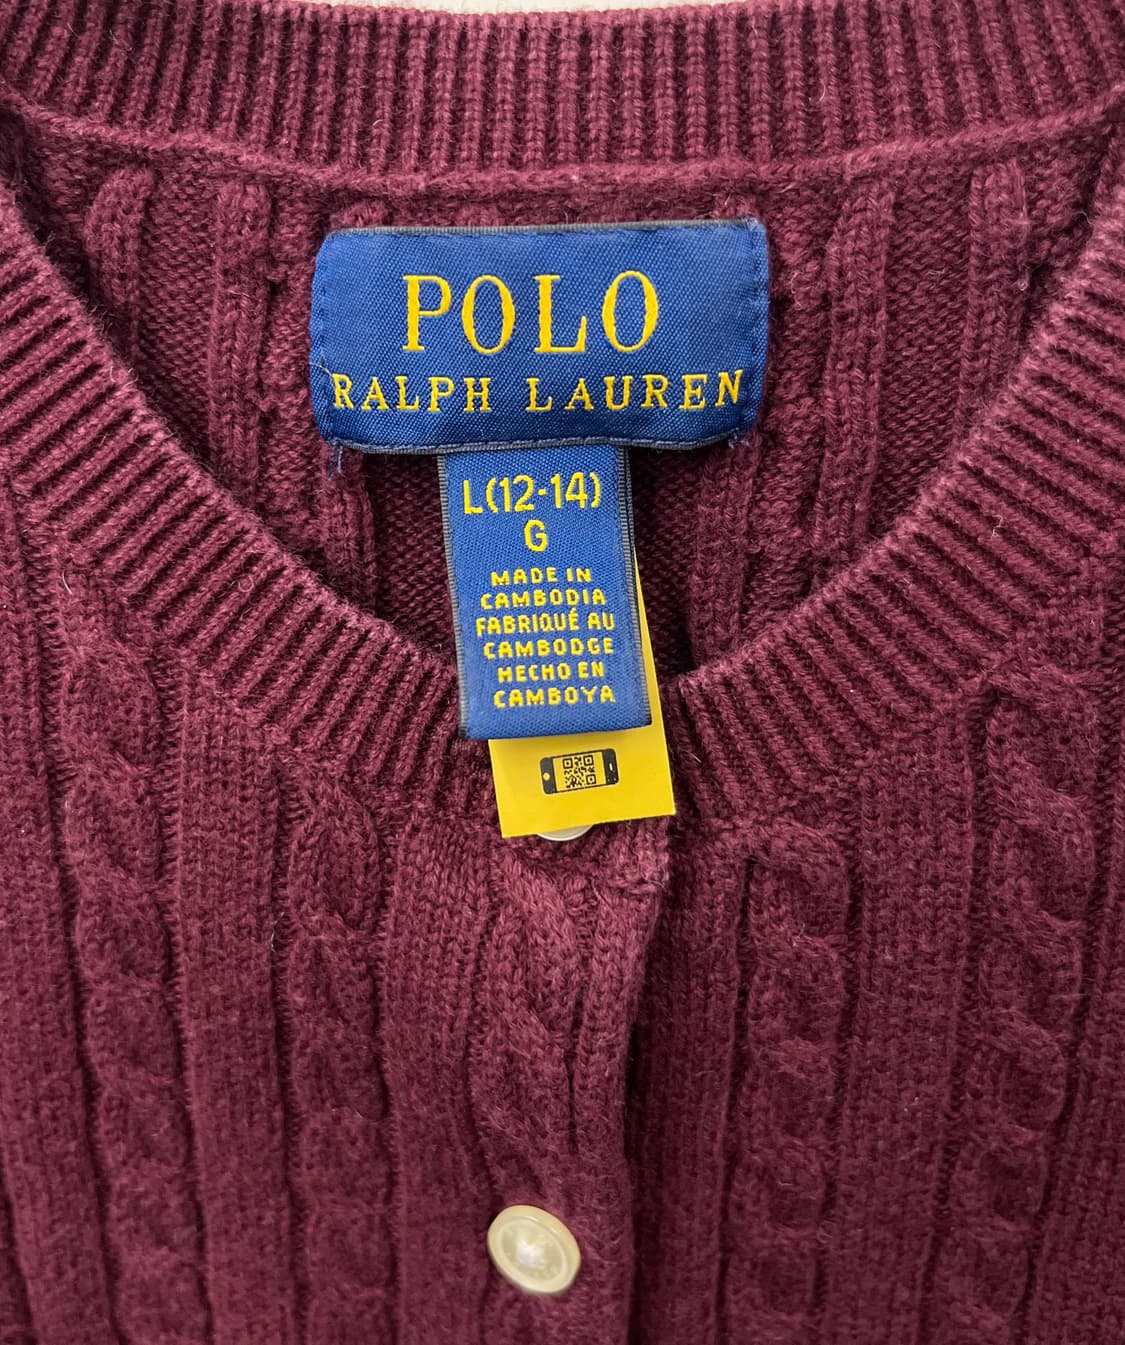 POLO
RALPH LAUREN
L(12-14)
G
MADE IN
CAMBODIA
FABRIQUÉ AU
CAMBODGE
HECHO EN
CAMBOYA